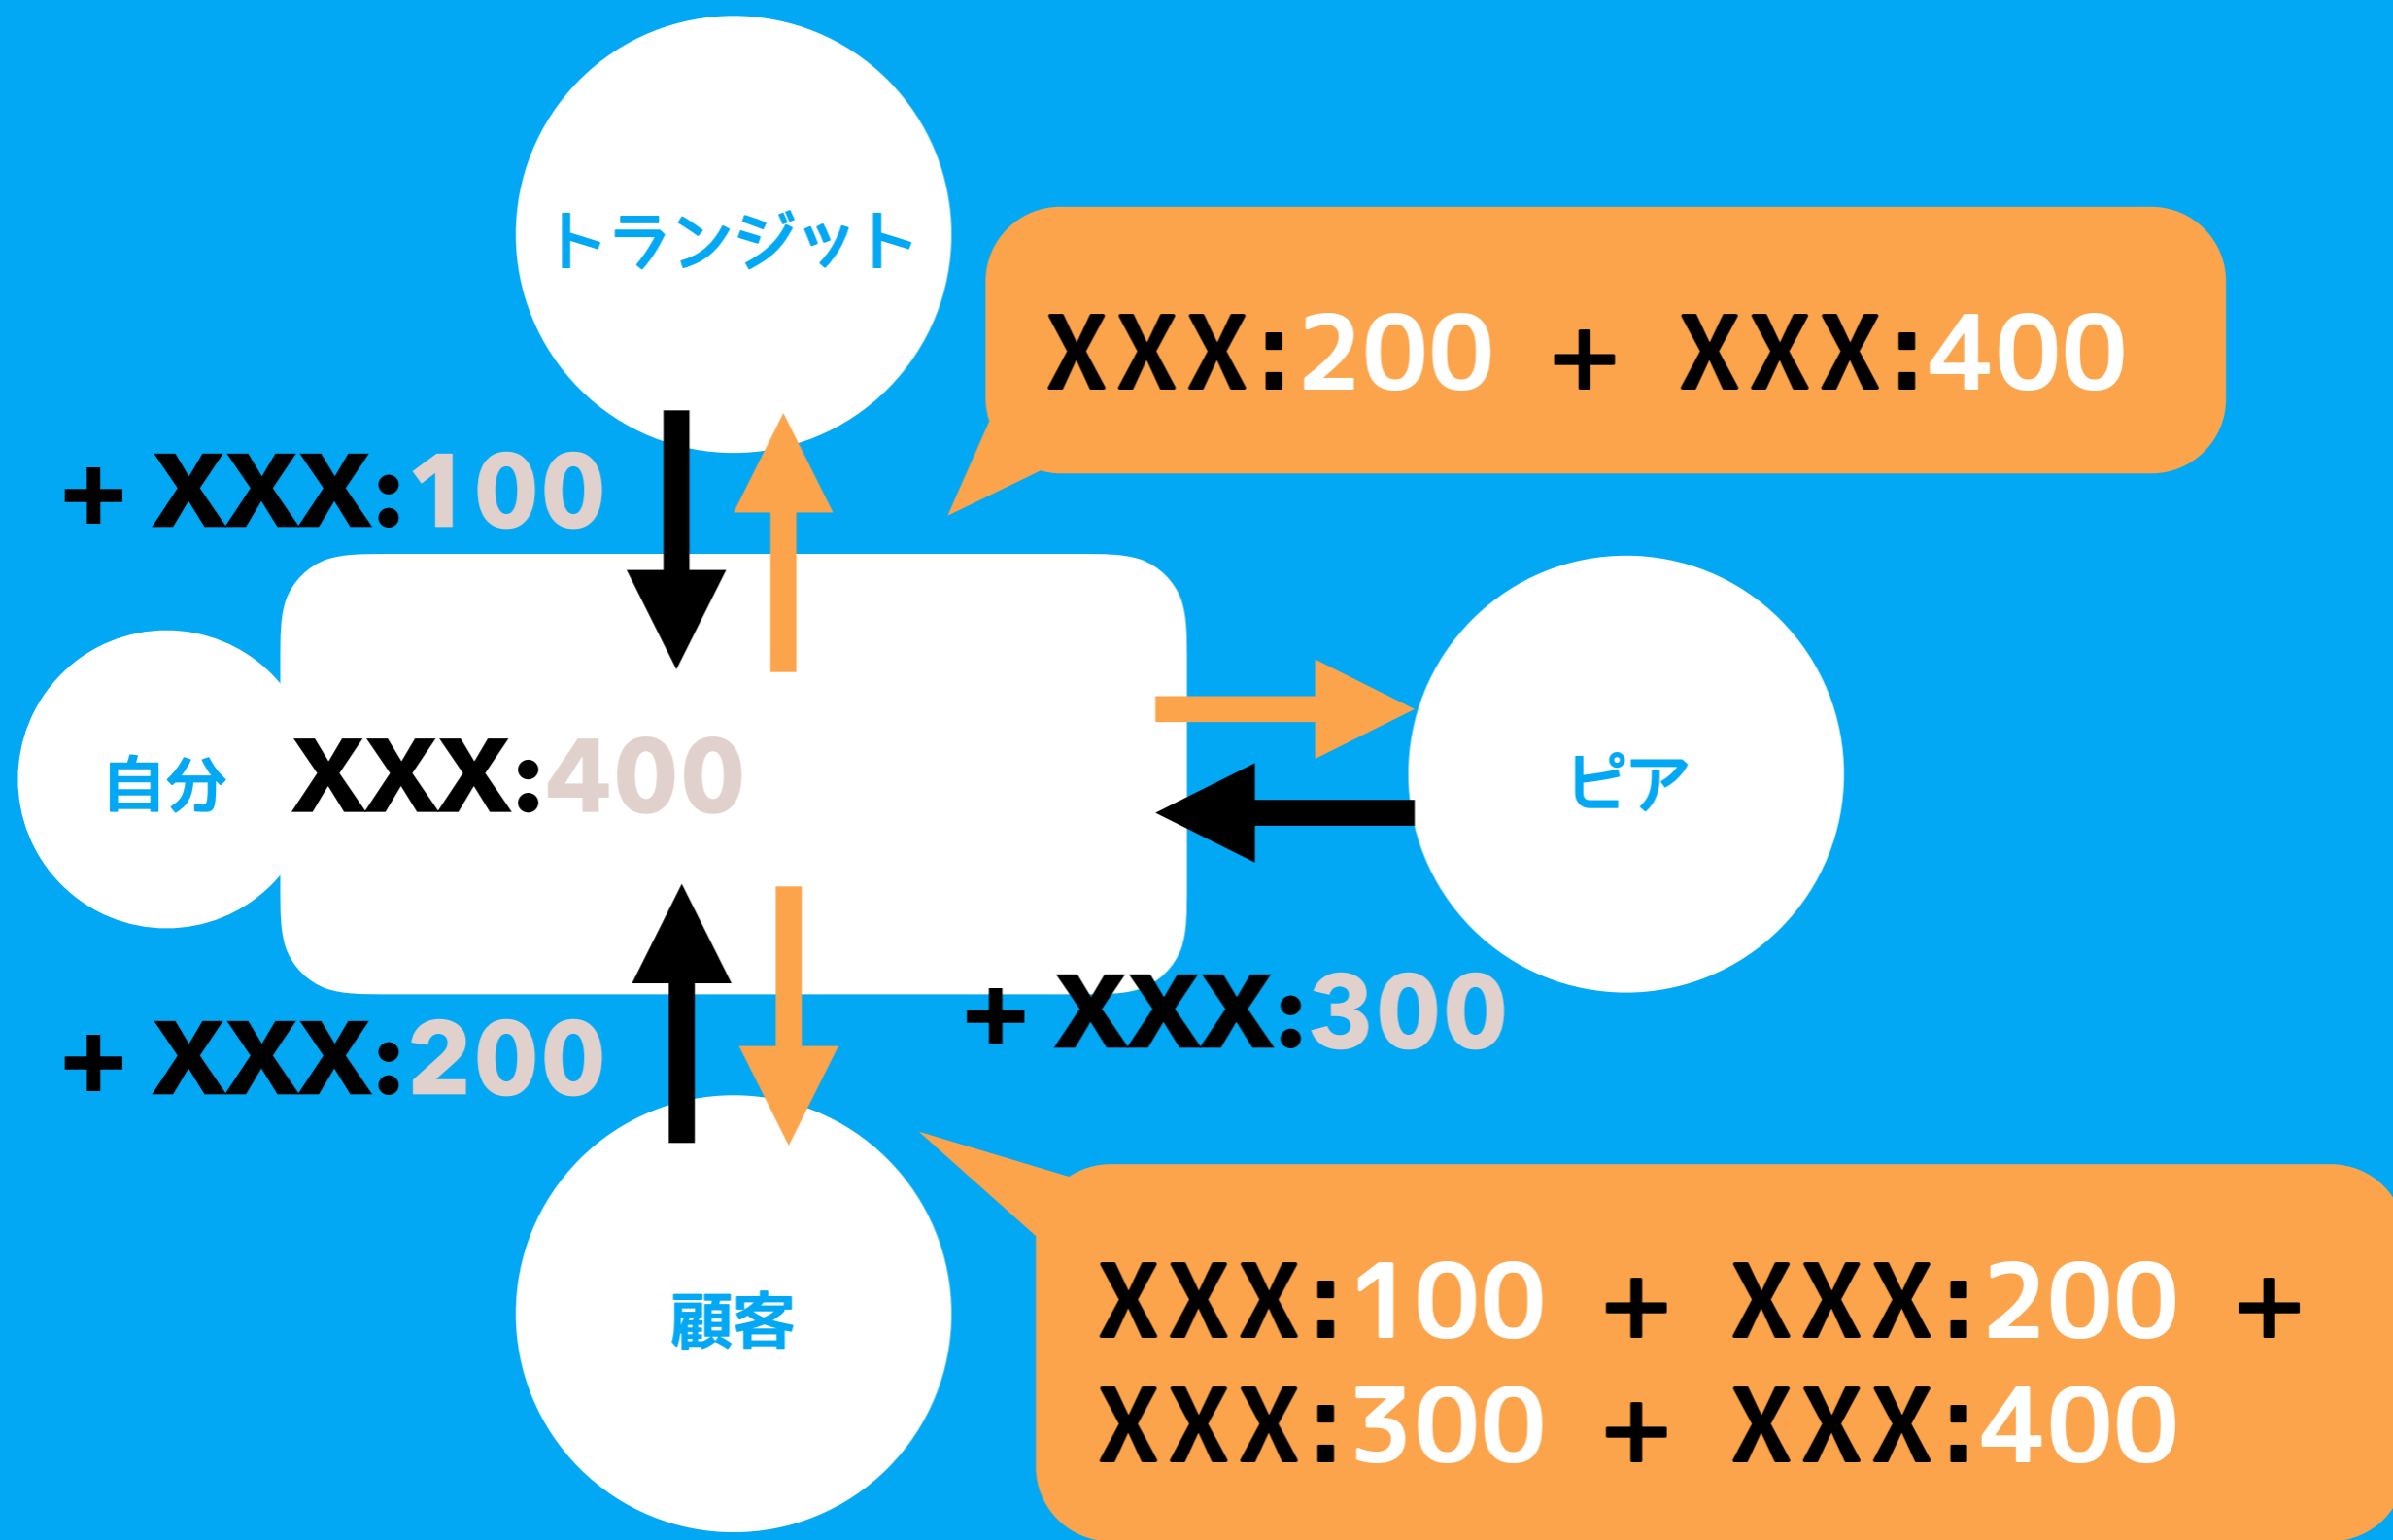 トランジット
XXX:200 + XXX:400
+ XXX:100
自分
XXX:400
ピア
+ XXX:300
+ XXX:200
顧客
XXX:100 + XXX:200 +
XXX:300 + XXX:400